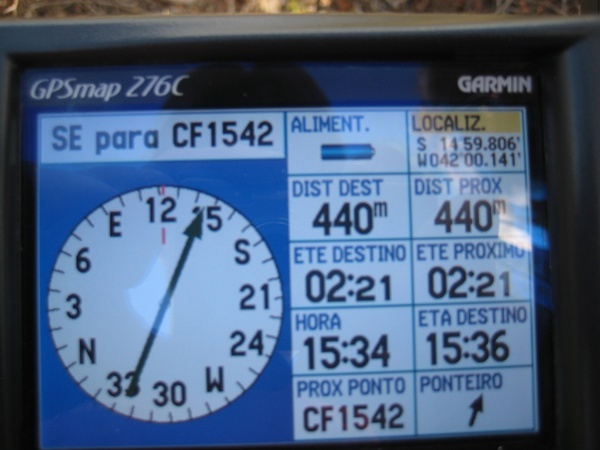 GPSmap 276C
GARMIN
SE para CF1542
ALIMENT.
LOCALIZ.
S 14°59.806'
W042°00.141'
DIST DEST
440m
DIST PROX
440m
ETE DESTINO
02:21
ETE PROXIMO
02:21
HORA
15:34
ETA DESTINO
15:36
PROX PONTO
CF1542
PONTEIRO
12
15
S
21
24
W
30
33
N
3
6
E